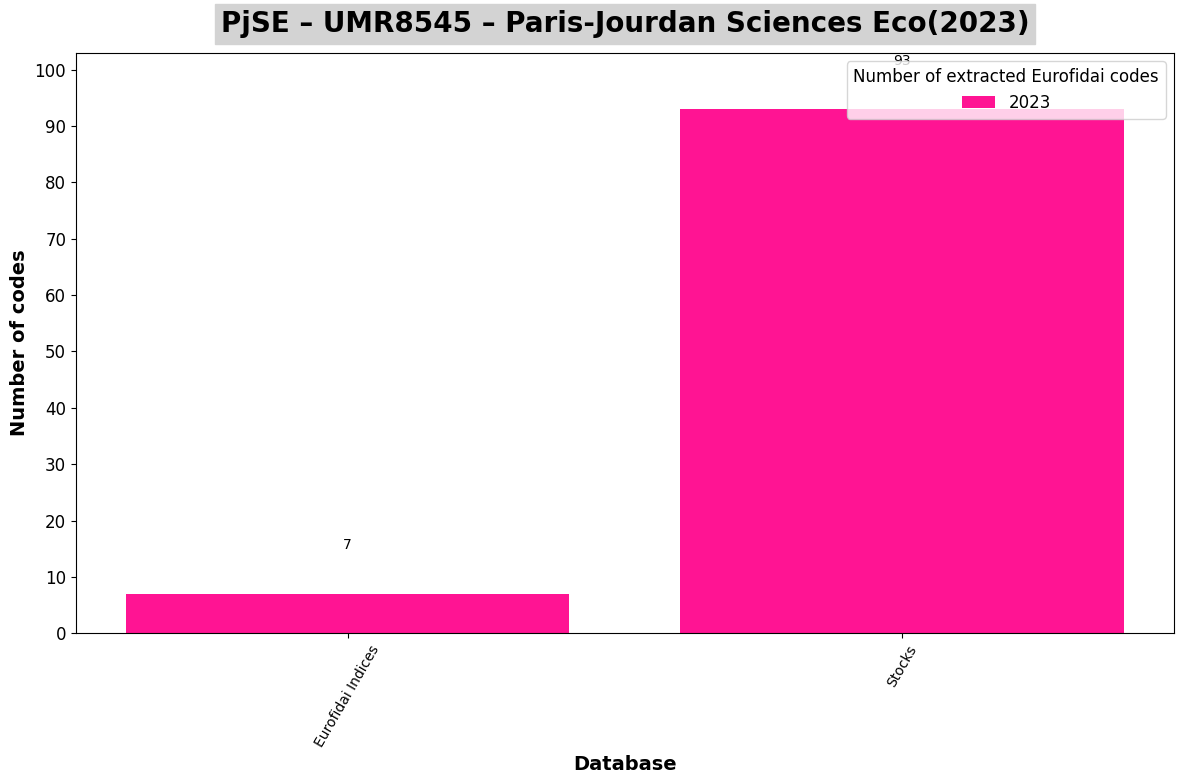 PjSE – UMR8545 – Paris-Jourdan Sciences Eco(2023)
93
Number of extracted Eurofidai codes
2023
100
90
80
70
60
50
40
30
20
10
0
Number of codes
7
Eurofidai Indices
Stocks
Database